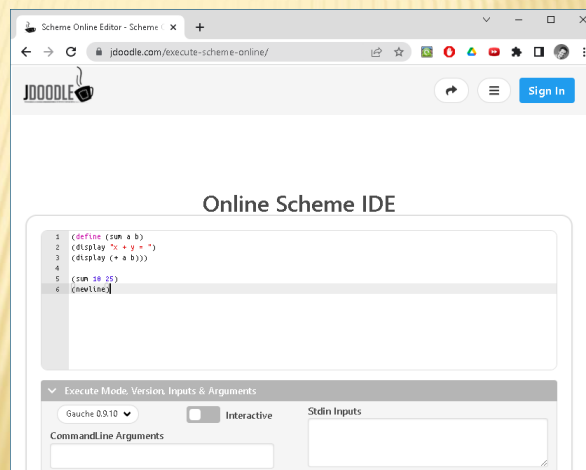 Scheme Online Editor - Scheme
jdoodle.com/execute-scheme-online/
JDOODLE
Sign In
Online Scheme IDE
1 (define (sum a b)
2 (display "x + y = ")
3 (display (+ a b)))
4
5 (sum 10 25)
6 (newline)
Execute Mode, Version, Inputs & Arguments
Gauche 0.9.10
Interactive
Stdin Inputs
CommandLine Arguments